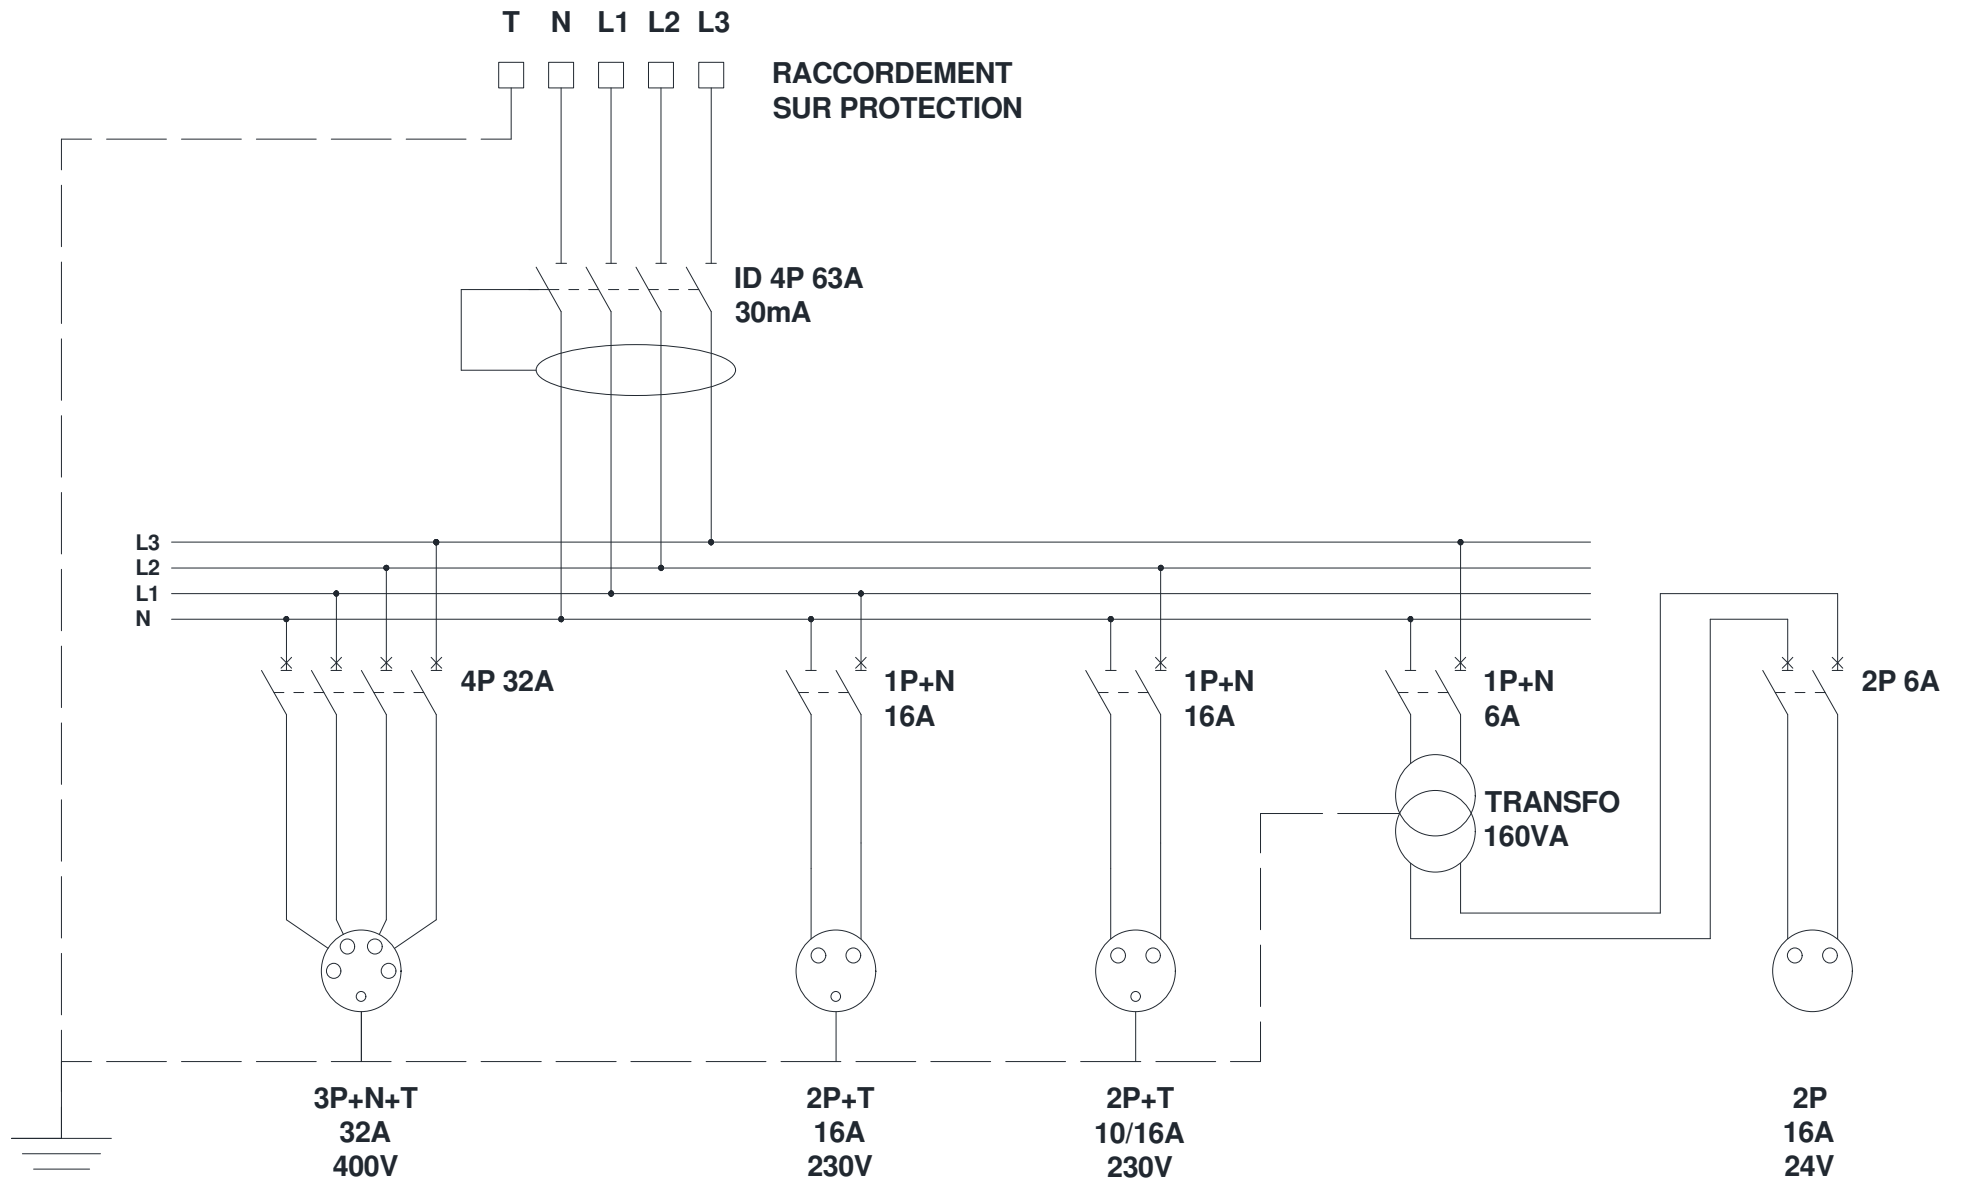 T N L1 L2 L3
RACCORDEMENT
SUR PROTECTION
ID 4P 63A
30mA
L3
L2
L1
N
4P 32A
1P+N
16A
1P+N
16A
1P+N
6A
2P 6A
TRANSFO
160VA
3P+N+T
32A
400V
2P+T
16A
230V
2P+T
10/16A
230V
2P
16A
24V